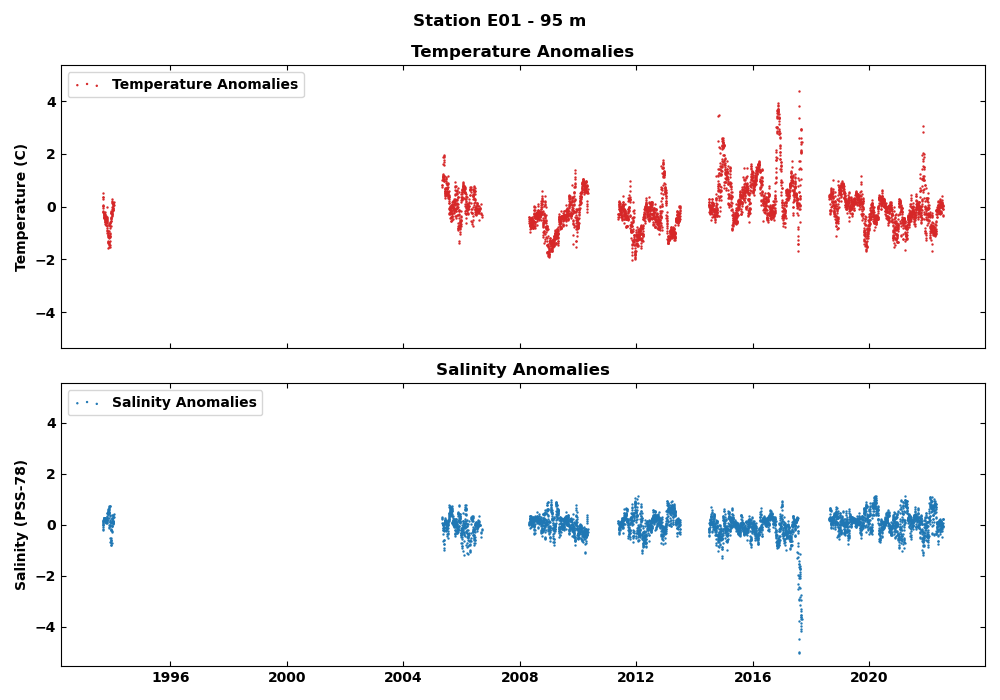 Station E01 - 95 m
Temperature Anomalies
Temperature Anomalies
Temperature (C)
4
2
0
−2
−4
Salinity Anomalies
Salinity Anomalies
Salinity (PSS-78)
4
2
0
−2
−4
1996 2000 2004 2008 2012 2016 2020